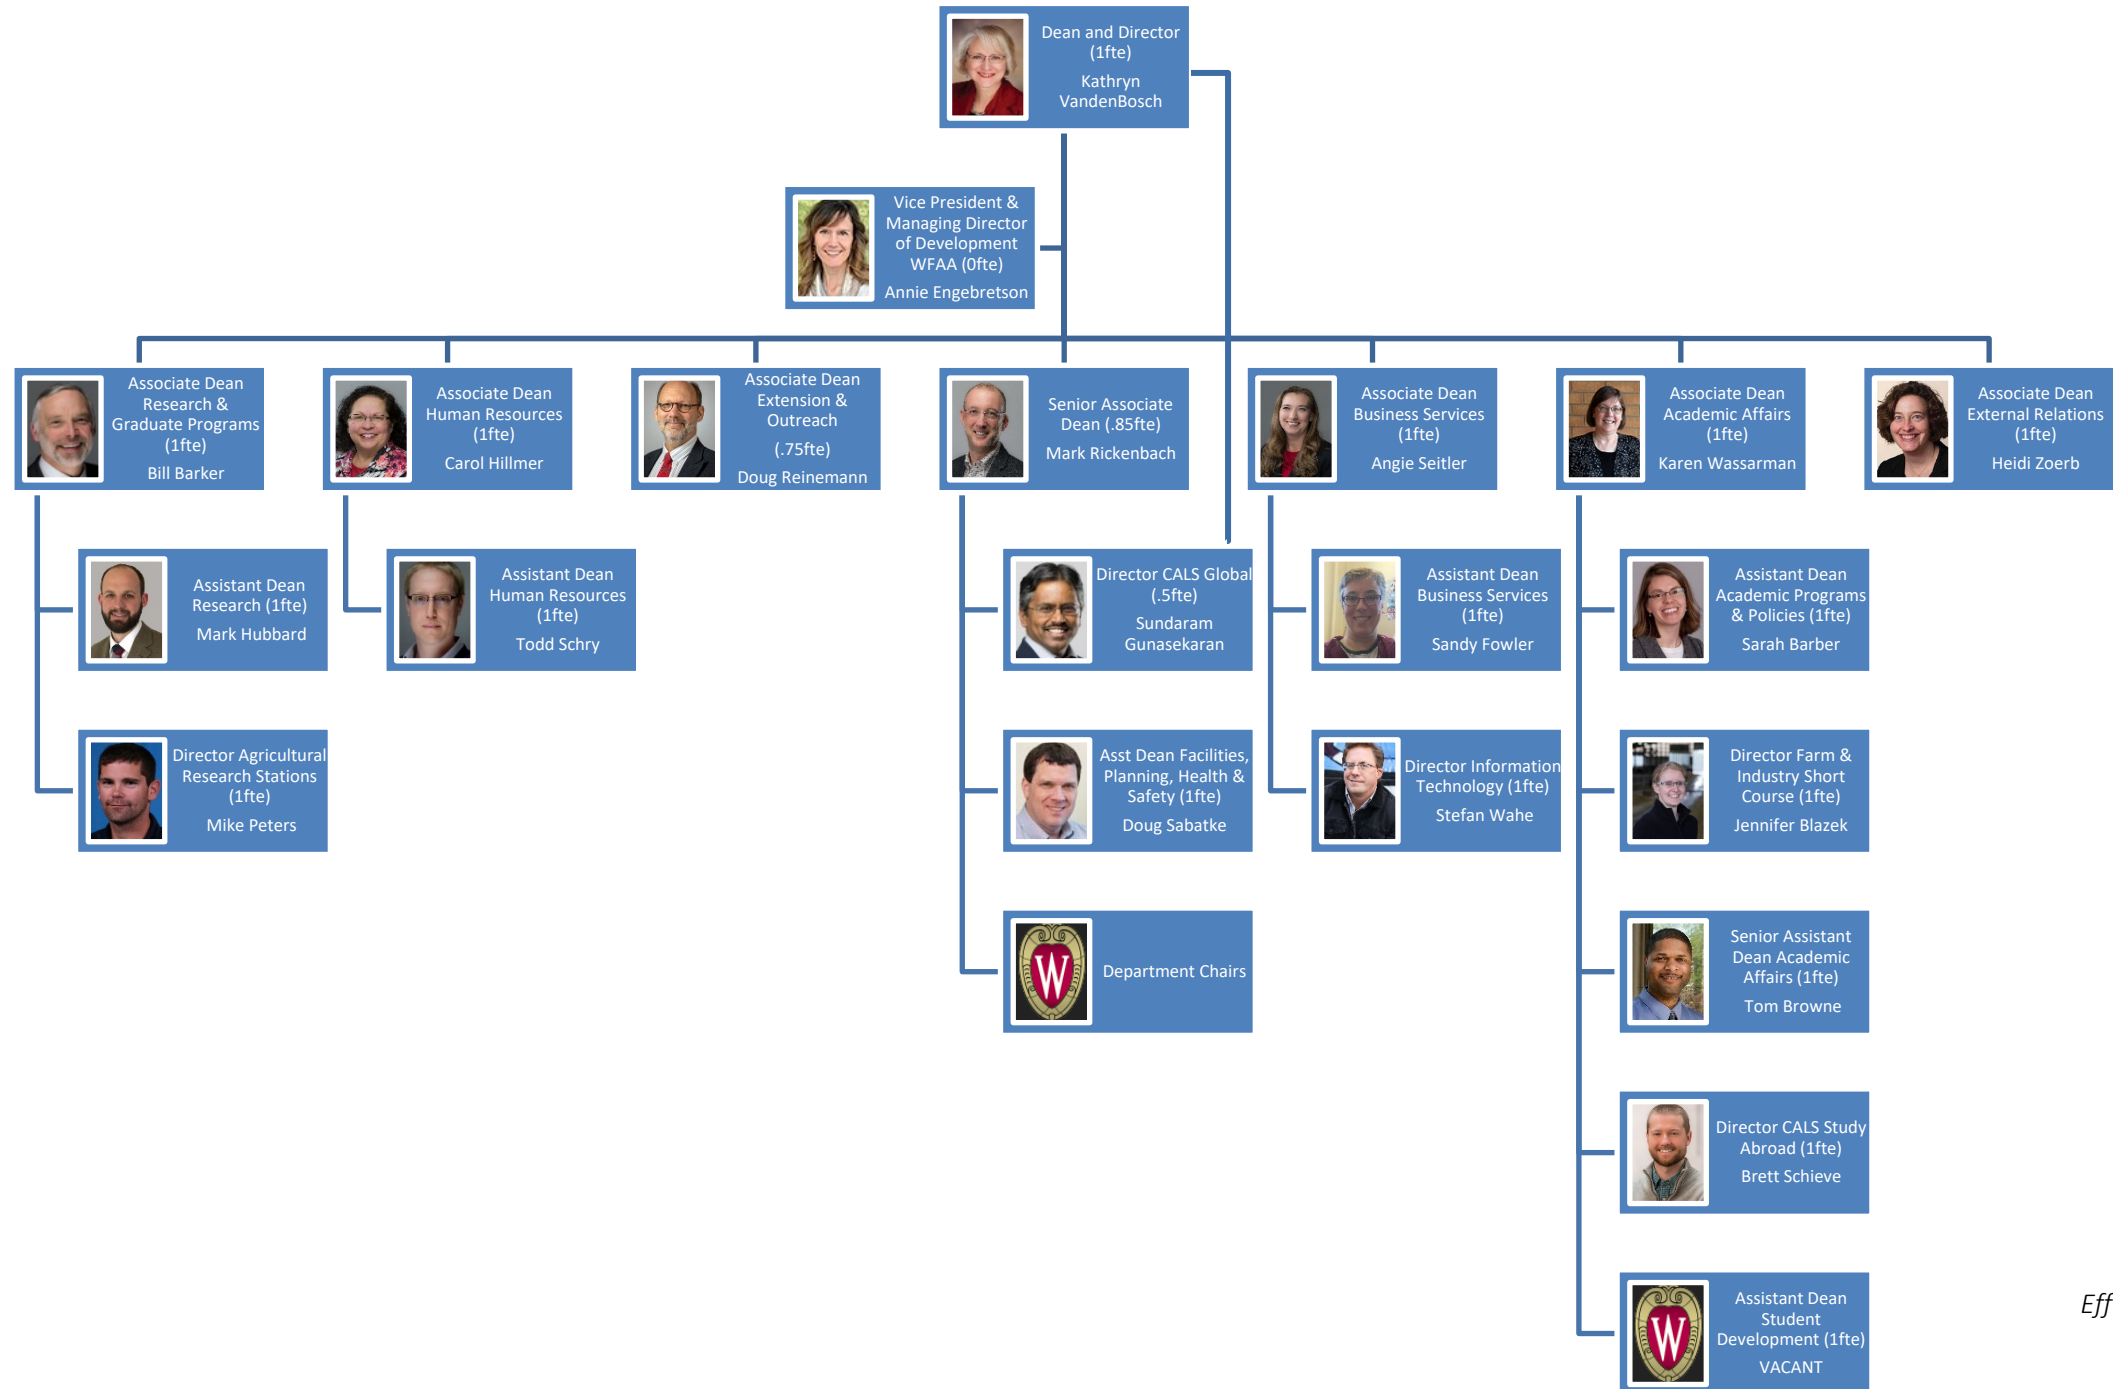 Dean and Director
(1fte)
Kathryn
VandenBosch
Vice President &
Managing Director
of Development
WFAA (0fte)
Annie Engebretson
Associate Dean
Research &
Graduate Programs
(1fte)
Bill Barker
Associate Dean
Human Resources
(1fte)
Carol Hillmer
Associate Dean
Extension &
Outreach
(.75fte)
Doug Reinemann
Senior Associate
Dean (.85fte)
Mark Rickenbach
Associate Dean
Business Services
(1fte)
Angie Seitler
Associate Dean
Academic Affairs
(1fte)
Karen Wassarman
Associate Dean
External Relations
(1fte)
Heidi Zoerb
Assistant Dean
Research (1fte)
Mark Hubbard
Assistant Dean
Human Resources
(1fte)
Todd Schry
Director CALS Global
(.5fte)
Sundaram
Gunasekaran
Assistant Dean
Business Services
(1fte)
Sandy Fowler
Assistant Dean
Academic Programs
& Policies (1fte)
Sarah Barber
Director Agricultural
Research Stations
(1fte)
Mike Peters
Asst Dean Facilities,
Planning, Health &
Safety (1fte)
Doug Sabatke
Director Information
Technology (1fte)
Stefan Wahe
Director Farm &
Industry Short
Course (1fte)
Jennifer Blazek
W
Department Chairs
Senior Assistant
Dean Academic
Affairs (1fte)
Tom Browne
Director CALS Study
Abroad (1fte)
Brett Schieve
W
Assistant Dean
Student
Development (1fte)
VACANT
Eff